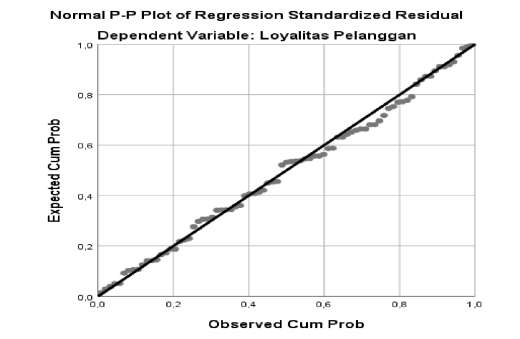 Normal P-P Plot of Regression Standardized Residual
Dependent Variable: Loyalitas Pelanggan
Expected Cum Prob
1,0
0,8
0,6
0,4
0,2
0,0
0,0 0,2 0,4 0,6 0,8 1,0
Observed Cum Prob